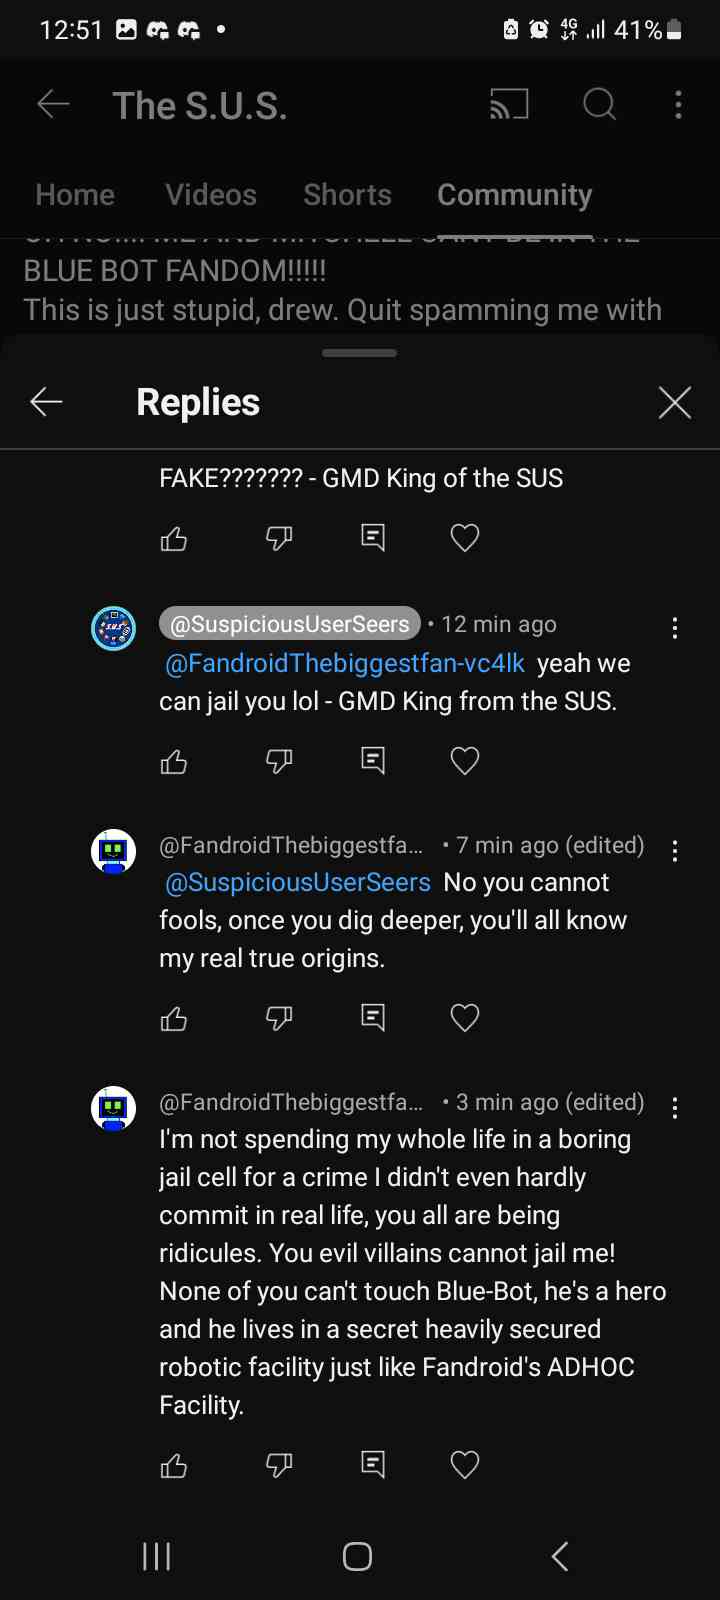 12:51
4G
41%
The S.U.S.
Home Videos Shorts Community
BLUE BOT FANDOM!!!!!
This is just stupid, drew. Quit spamming me with
Replies
FAKE??????? - GMD King of the SUS
@SuspiciousUserSeers • 12 min ago
@FandroidThebiggestfan-vc4lk yeah we
can jail you lol - GMD King from the SUS.
@FandroidThebiggestfa... • 7 min ago (edited)
@SuspiciousUserSeers No you cannot
fools, once you dig deeper, you'll all know
my real true origins.
@FandroidThebiggestfa... • 3 min ago (edited)
I'm not spending my whole life in a boring
jail cell for a crime I didn't even hardly
commit in real life, you all are being
ridicules. You evil villains cannot jail me!
None of you can't touch Blue-Bot, he's a hero
and he lives in a secret heavily secured
robotic facility just like Fandroid's ADHOC
Facility.